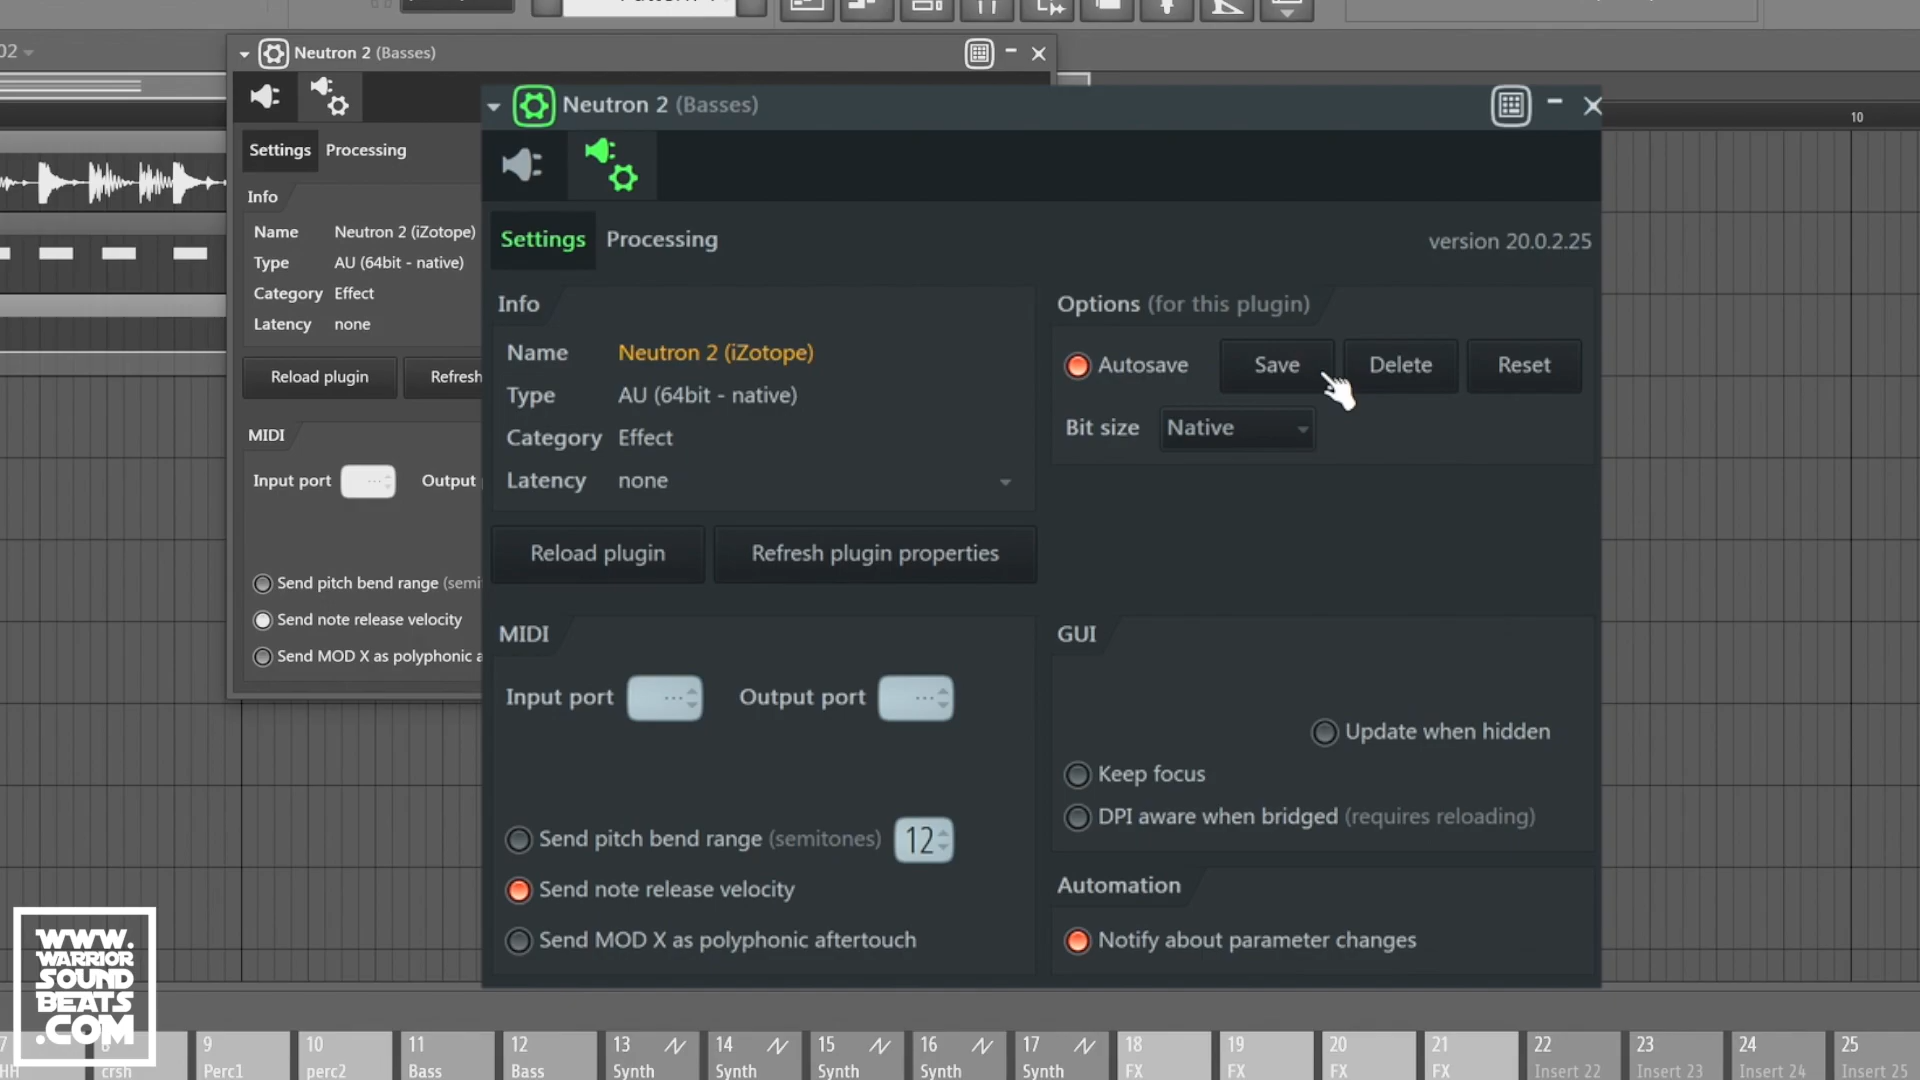 02
Neutron 2 (Basses)
Settings Processing
Info
Name Neutron 2 (iZotope)
Type AU (64bit - native)
Category Effect
Latency none
Reload plugin Refresh
MIDI
Input port ... Output
Send pitch bend range (semi
Send note release velocity
Send MOD X as polyphonic a
Neutron 2 (Basses)
Settings Processing
version 20.0.2.25
Info
Name Neutron 2 (iZotope)
Type AU (64bit - native)
Category Effect
Latency none
Reload plugin Refresh plugin properties
Options (for this plugin)
Autosave Save Delete Reset
Bit size Native
MIDI
Input port ... Output port ...
Send pitch bend range (semitones) 12
Send note release velocity
Send MOD X as polyphonic aftertouch
GUI
Update when hidden
Keep focus
DPI aware when bridged (requires reloading)
Automation
Notify about parameter changes
10
WWW.
WARRIOR
SOUND
BEATS
.COM
7 8 9 10 11 12 13 14 15 16 17 18 19 20 21 22 23 24 25
HH crsh Perc1 perc2 Bass Bass Synth Synth Synth Synth Synth FX FX FX FX Insert 22 Insert 23 Insert 24 Insert 25